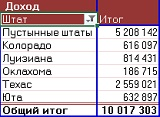 Доход
Штат Итог
Пустынные штаты 5 208 142
Колорадо 616 097
Луизиана 814 431
Оклахома 186 715
Техас 2 559 021
Юта 632 897
Общий итог 10 017 303